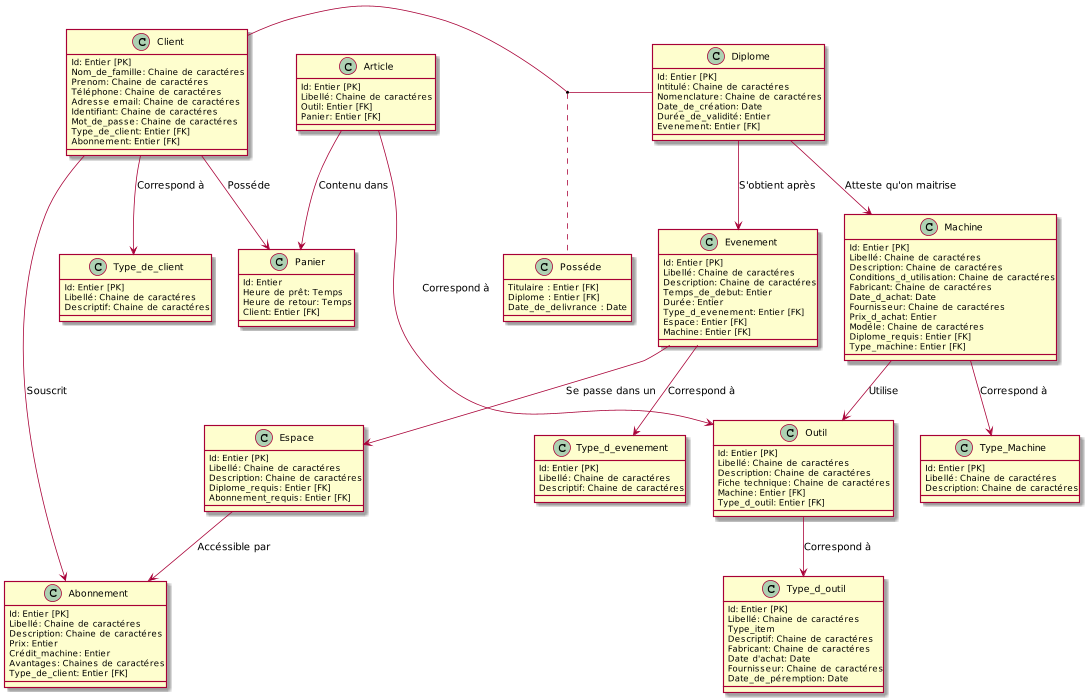 C Client
Id: Entier [PK]
Nom_de_famille: Chaine de caractéres
Prenom: Chaine de caractéres
Téléphone: Chaine de caractéres
Adresse email: Chaine de caractéres
Identifiant: Chaine de caractéres
Mot_de_passe: Chaine de caractéres
Type_de_client: Entier [FK]
Abonnement: Entier [FK]
C Article
Id: Entier [PK]
Libellé: Chaine de caractéres
Outil: Entier [FK]
Panier: Entier [FK]
C Diplome
Id: Entier [PK]
Intitulé: Chaine de caractéres
Nomenclature: Chaine de caractéres
Date_de_création: Date
Durée_de_validité: Entier
Evenement: Entier [FK]
Correspond à
Posséde
Contenu dans
S'obtient après
Atteste qu'on maitrise
C Type_de_client
Id: Entier [PK]
Libellé: Chaine de caractéres
Descriptif: Chaine de caractéres
C Panier
Id: Entier
Heure de prêt: Temps
Heure de retour: Temps
Client: Entier [FK]
Correspond à
C Posséde
Titulaire : Entier [FK]
Diplome : Entier [FK]
Date_de_delivrance : Date
C Evenement
Id: Entier [PK]
Libellé: Chaine de caractéres
Description: Chaine de caractéres
Temps_de_debut: Entier
Durée: Entier
Type_d_evenement: Entier [FK]
Espace: Entier [FK]
Machine: Entier [FK]
C Machine
Id: Entier [PK]
Libellé: Chaine de caractéres
Description: Chaine de caractéres
Conditions_d_utilisation: Chaine de caractéres
Fabricant: Chaine de caractéres
Date_d_achat: Date
Fournisseur: Chaine de caractéres
Prix_d_achat: Entier
Modéle: Chaine de caractéres
Diplome_requis: Entier [FK]
Type_machine: Entier [FK]
Souscrit
Se passe dans un
Correspond à
Utilise
Correspond à
C Espace
Id: Entier [PK]
Libellé: Chaine de caractéres
Description: Chaine de caractéres
Diplome_requis: Entier [FK]
Abonnement_requis: Entier [FK]
C Type_d_evenement
Id: Entier [PK]
Libellé: Chaine de caractéres
Descriptif: Chaine de caractéres
C Outil
Id: Entier [PK]
Libellé: Chaine de caractéres
Description: Chaine de caractéres
Fiche technique: Chaine de caractéres
Machine: Entier [FK]
Type_d_outil: Entier [FK]
C Type_Machine
Id: Entier [PK]
Libellé: Chaine de caractéres
Description: Chaine de caractéres
Accéssible par
Correspond à
C Abonnement
Id: Entier [PK]
Libellé: Chaine de caractéres
Description: Chaine de caractéres
Prix: Entier
Crédit_machine: Entier
Avantages: Chaines de caractéres
Type_de_client: Entier [FK]
C Type_d_outil
Id: Entier [PK]
Libellé: Chaine de caractéres
Type_item
Descriptif: Chaine de caractéres
Fabricant: Chaine de caractéres
Date d'achat: Date
Fournisseur: Chaine de caractéres
Date_de_péremption: Date